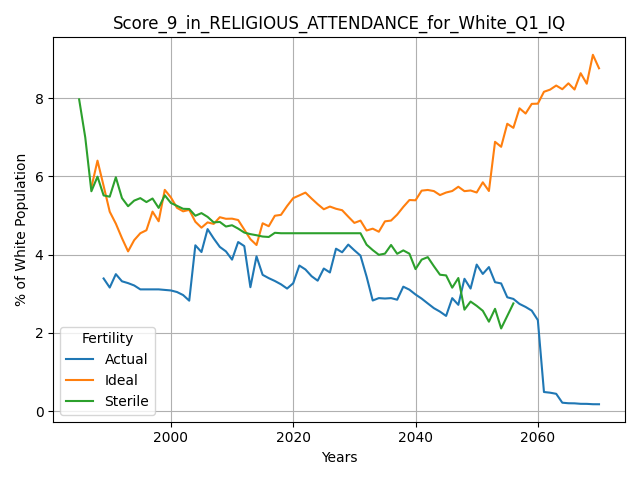 Score_9_in_RELIGIOUS_ATTENDANCE_for_White_Q1_IQ
% of White Population
8
6
4
2
0
Fertility
Actual
Ideal
Sterile
2000 2020 2040 2060
Years